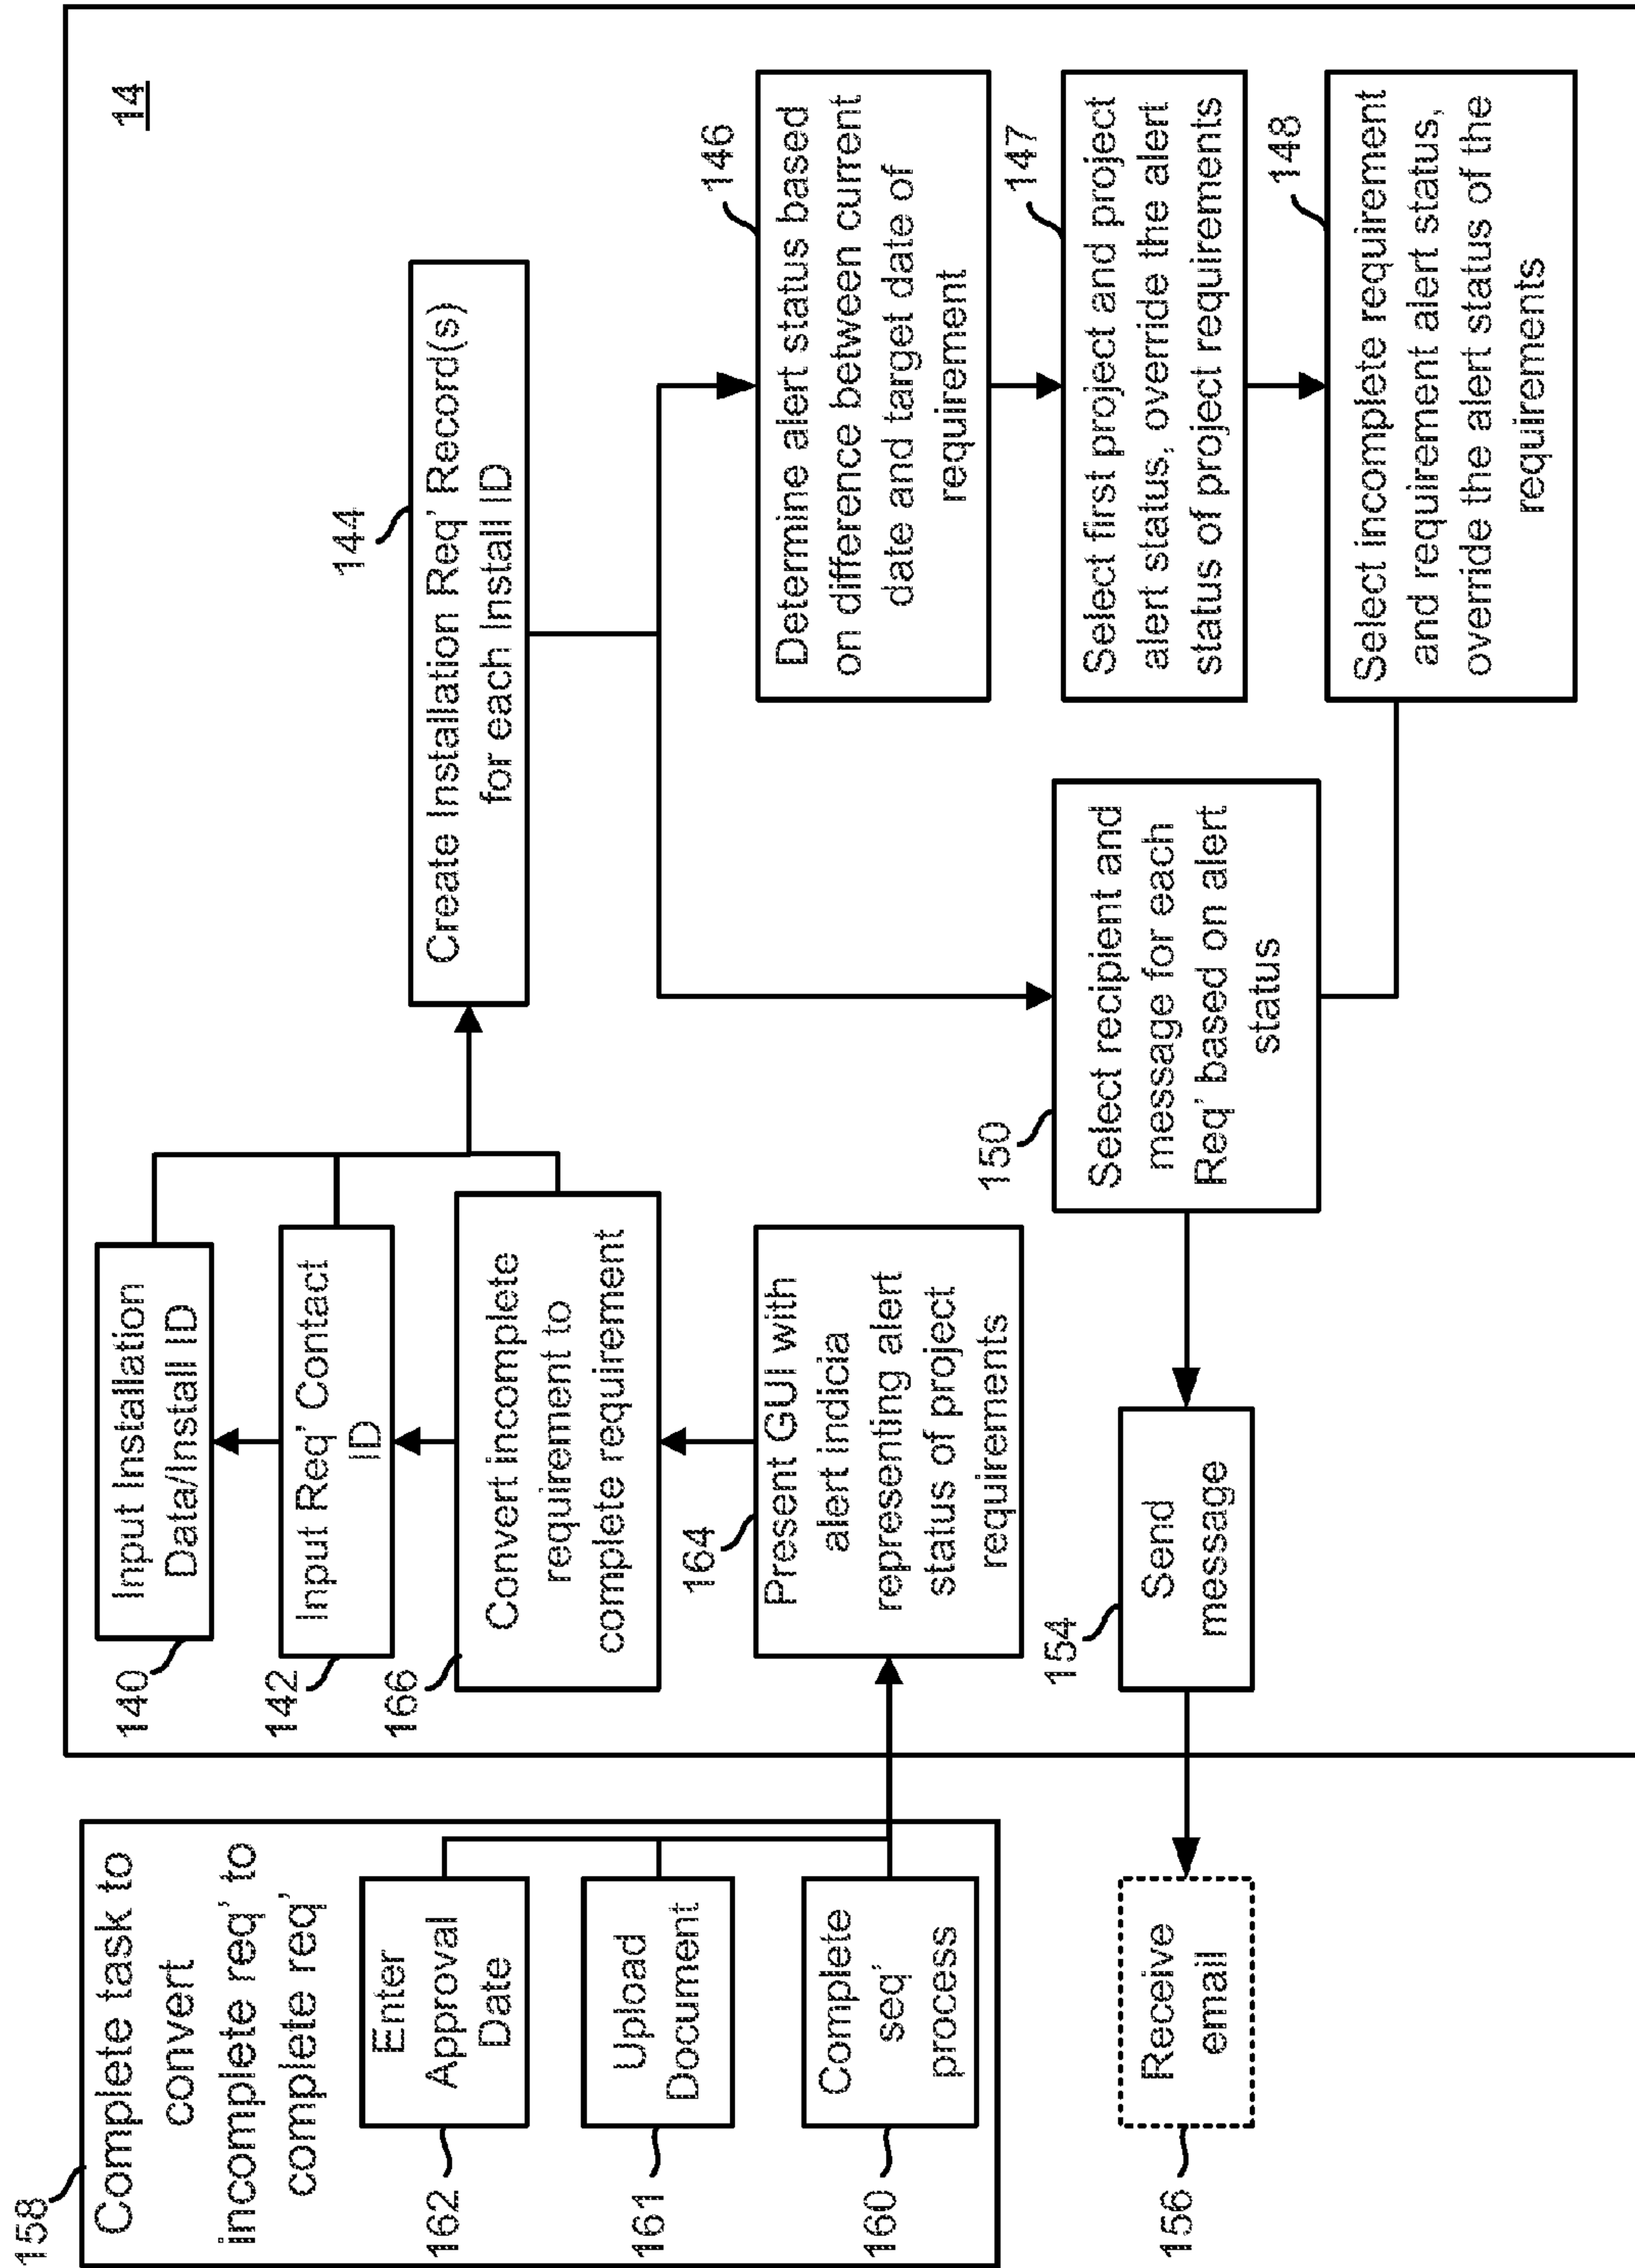 158
Complete task to
convert
incomplete req' to
complete req'
162
Enter
Approval
Date
161
Upload
Document
160
Complete
seq'
process
156
Receive
email
14
140
Input Installation
Data/Install ID
142
Input Req' Contact
ID
166
Convert incomplete
requirement to
complete requirement
164
Present GUI with
alert indicia
representing alert
status of project
requirements
154
Send
message
144
Create Installation Req' Record(s)
for each Install ID
150
Select recipient and
message for each
Req' based on alert
status
146
Determine alert status based
on difference between current
date and target date of
requirement
147
Select first project and project
alert status, override the alert
status of project requirements
148
Select incomplete requirement
and requirement alert status,
override the alert status of the
requirements